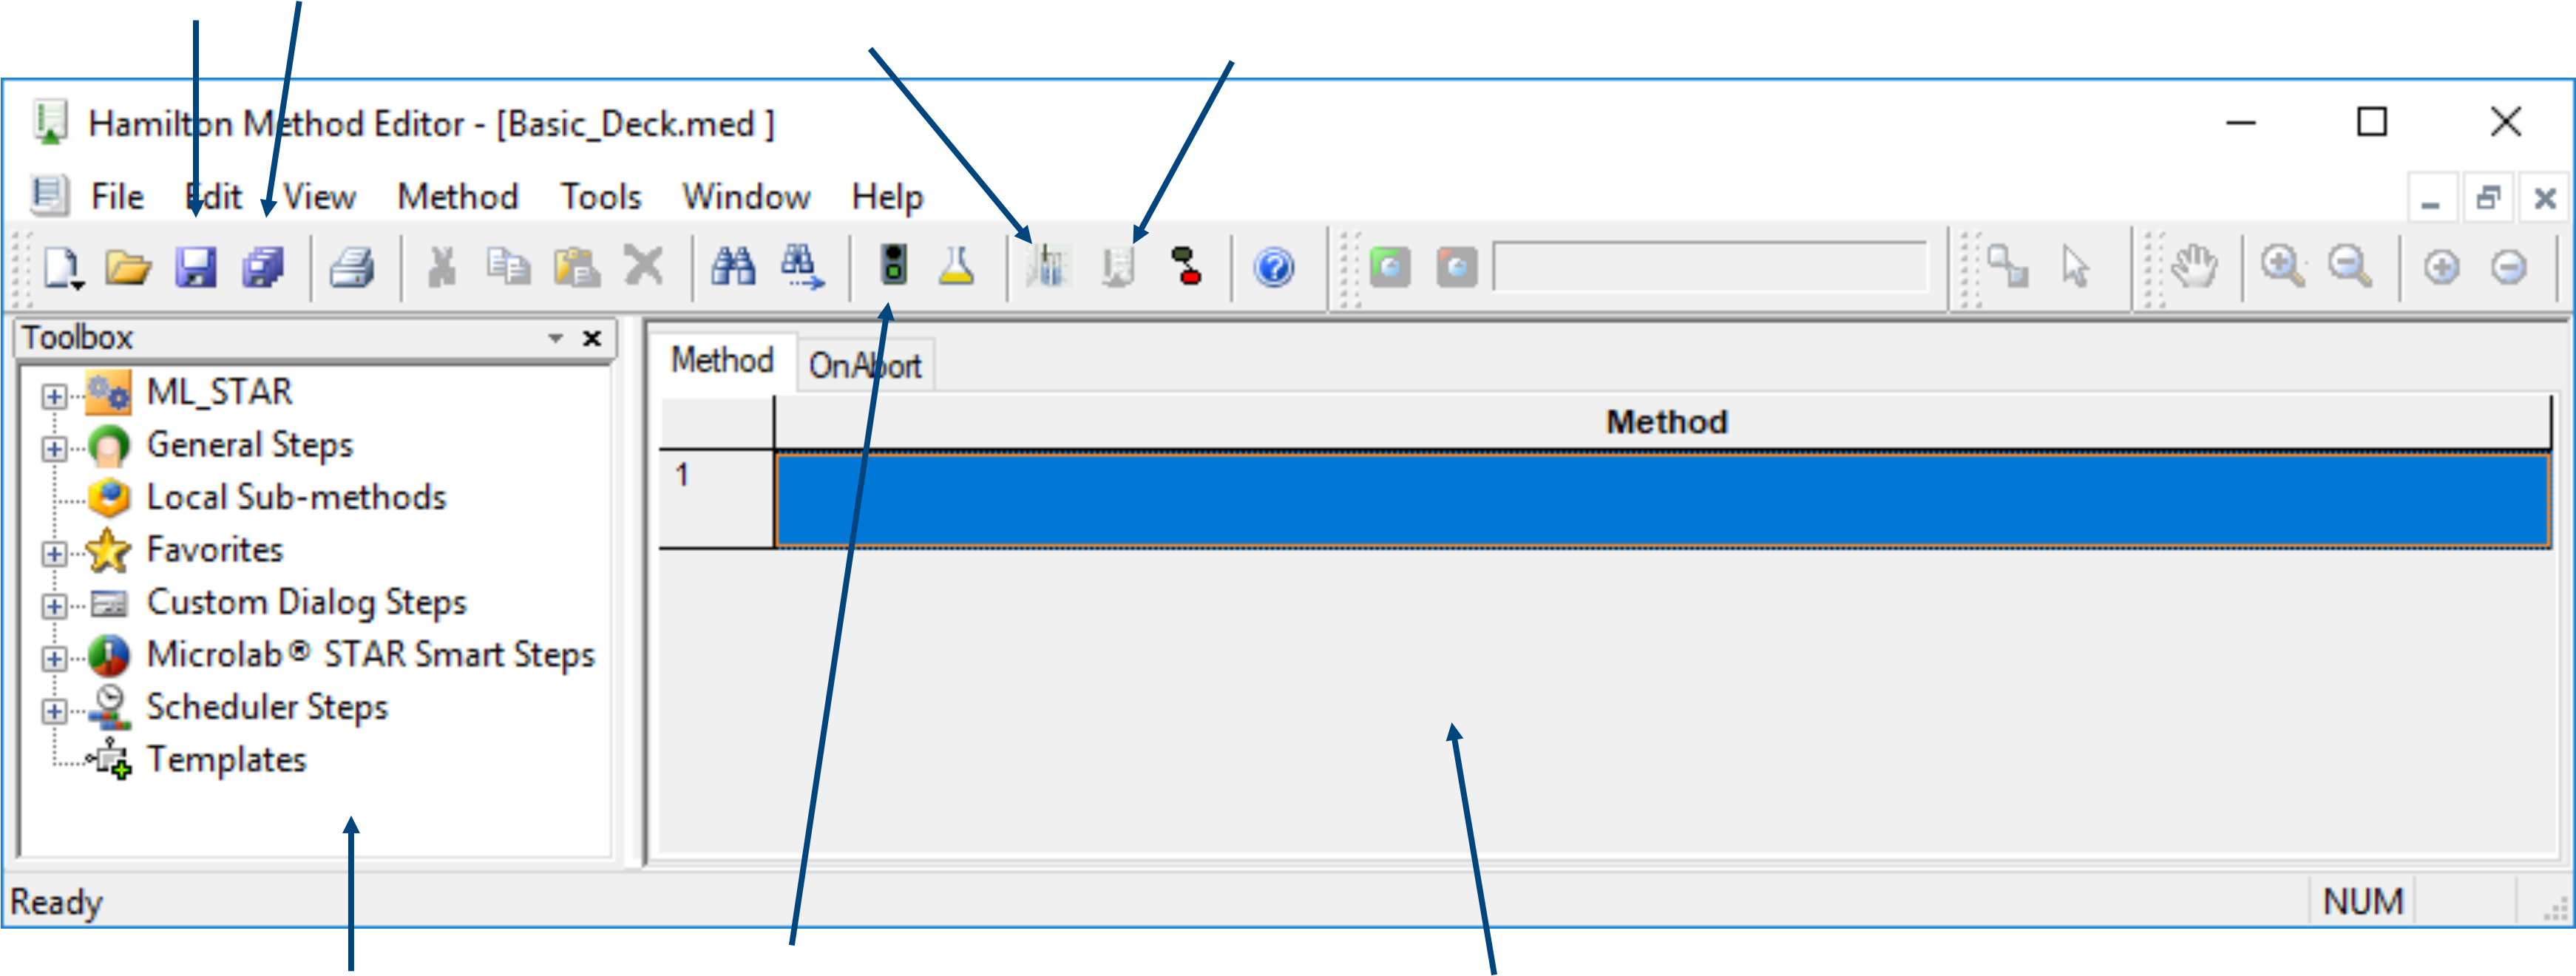 Hamilton Method Editor - [Basic_Deck.med ]
File Edit View Method Tools Window Help
Toolbox
ML_STAR
General Steps
Local Sub-methods
Favorites
Custom Dialog Steps
Microlab® STAR Smart Steps
Scheduler Steps
Templates
Method OnAbort
Method
1
Ready
NUM